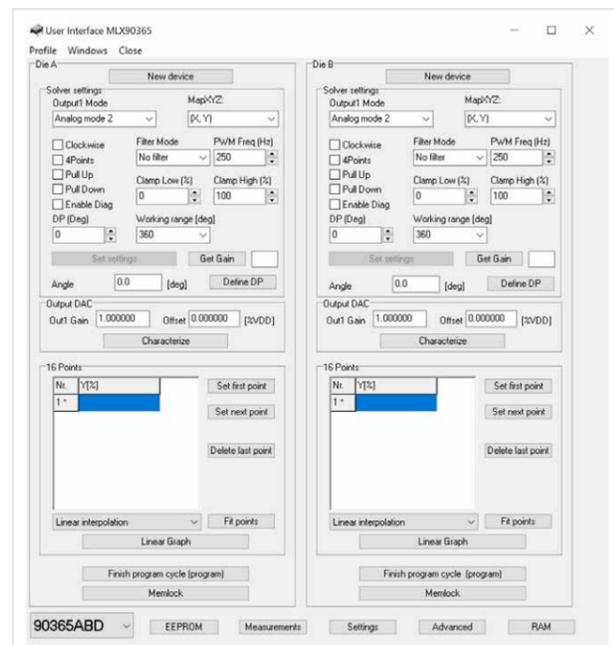 User Interface MLX90365
Profile Windows Close
Die A
New device
Solver settings
Output1 Mode
MapXYZ:
Analog mode 2
(X, Y)
Clockwise
4Points
Pull Up
Pull Down
Enable Diag
Filter Mode
PWM Freq (Hz)
No filter
250
Clamp Low (%)
Clamp High (%)
0
100
DP (Deg)
Working range [deg]
0
360
Set settings
Get Gain
Angle
0.0
[deg]
Define DP
Output DAC
Out1 Gain
1.000000
Offset
0.000000
[%VDD]
Characterize
16 Points
Nr. Y[%]
1 *
Set first point
Set next point
Delete last point
Linear interpolation
Fit points
Linear Graph
Finish program cycle (program)
Memlock
Die B
New device
Solver settings
Output1 Mode
MapXYZ:
Analog mode 2
(X, Y)
Clockwise
4Points
Pull Up
Pull Down
Enable Diag
Filter Mode
PWM Freq (Hz)
No filter
250
Clamp Low (%)
Clamp High (%)
0
100
DP (Deg)
Working range [deg]
0
360
Set settings
Get Gain
Angle
0.0
[deg]
Define DP
Output DAC
Out1 Gain
1.000000
Offset
0.000000
[%VDD]
Characterize
16 Points
Nr. Y[%]
1 *
Set first point
Set next point
Delete last point
Linear interpolation
Fit points
Linear Graph
Finish program cycle (program)
Memlock
90365ABD
EEPROM
Measurements
Settings
Advanced
RAM